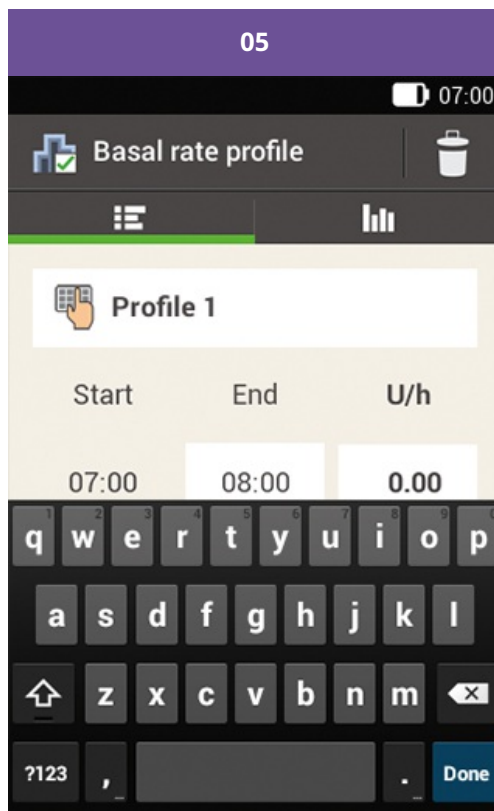 05
07:00
Basal rate profile
Profile 1
Start End U/h
07:00 08:00 0.00
1 2 3 4 5 6 7 8 9
q w e r t y u i o p
a s d f g h j k l
z x c v b n m
?123 , _ . _ Done